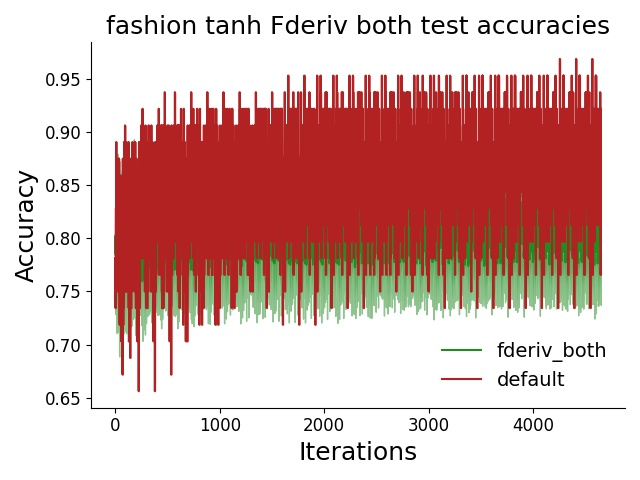 fashion tanh Fderiv both test accuracies
Accuracy
0.95
0.90
0.85
0.80
0.75
0.70
0.65
fderiv_both
default
0 1000 2000 3000 4000
Iterations